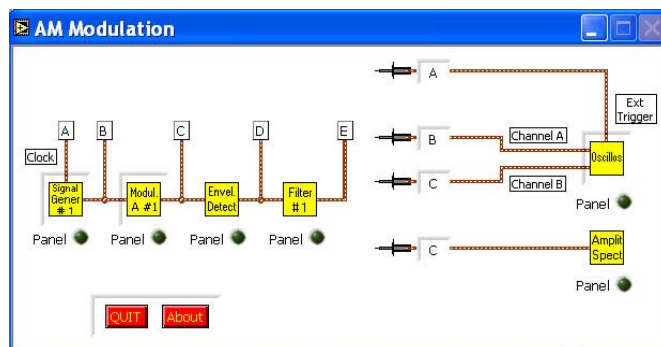 AM Modulation
A
B
C
D
E
Clock
Signal
Gener
# 1
Modul.
A #1
Envel.
Detect
Filter
#1
Panel
Panel
Panel
Panel
QUIT
About
A
Ext
Trigger
B
Channel A
Oscillos
C
Channel B
Panel
C
Amplit
Spect
Panel